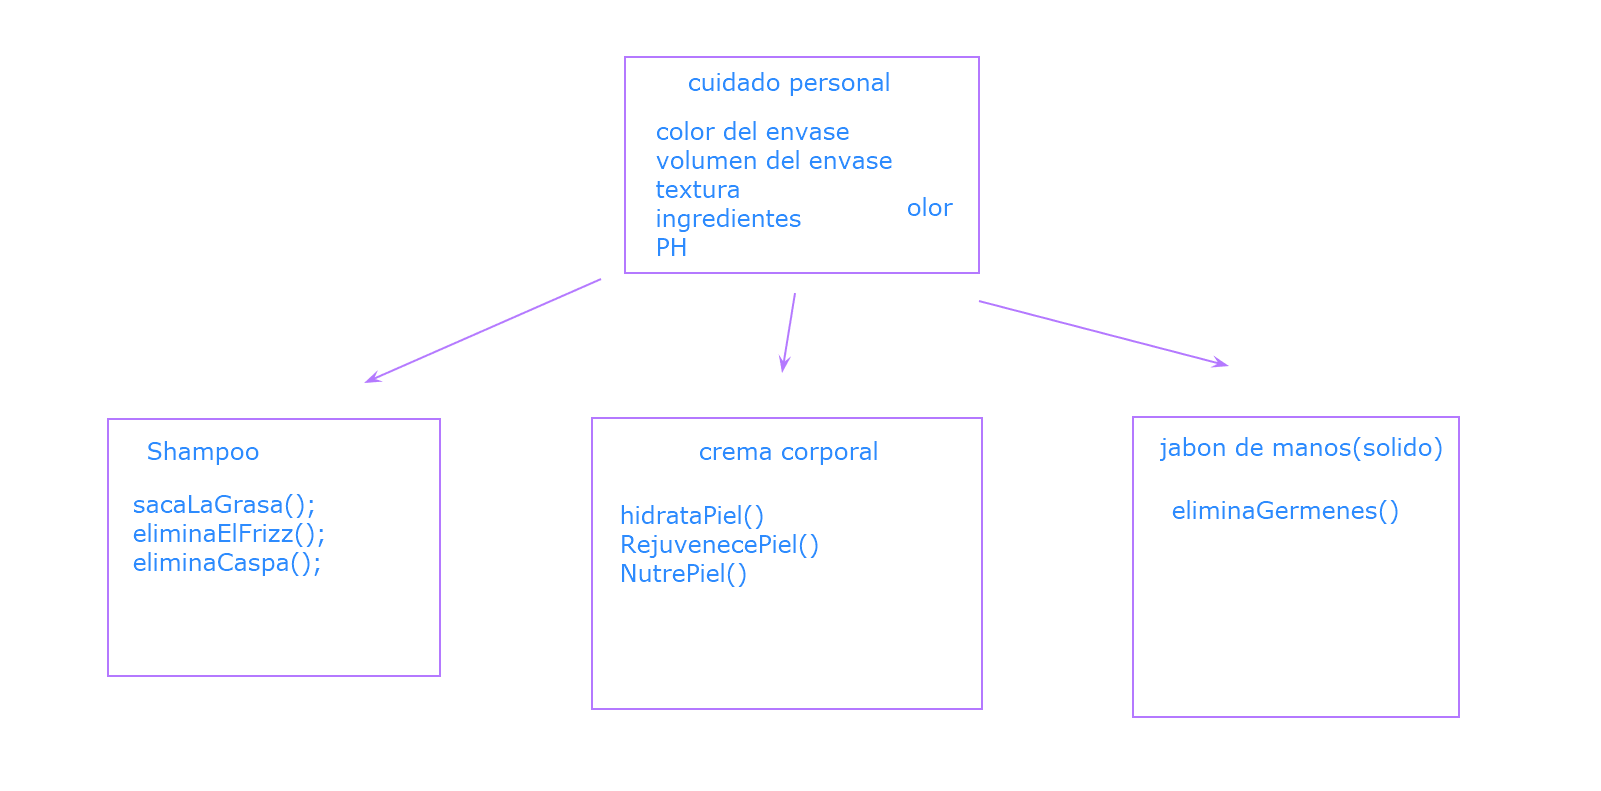 cuidado personal
color del envase
volumen del envase
textura
olor
ingredientes
PH
Shampoo
sacaLaGrasa();
eliminaElFrizz();
eliminaCaspa();
crema corporal
hidrataPiel()
RejuvenecePiel()
NutrePiel()
jabon de manos(solido)
eliminaGermenes()